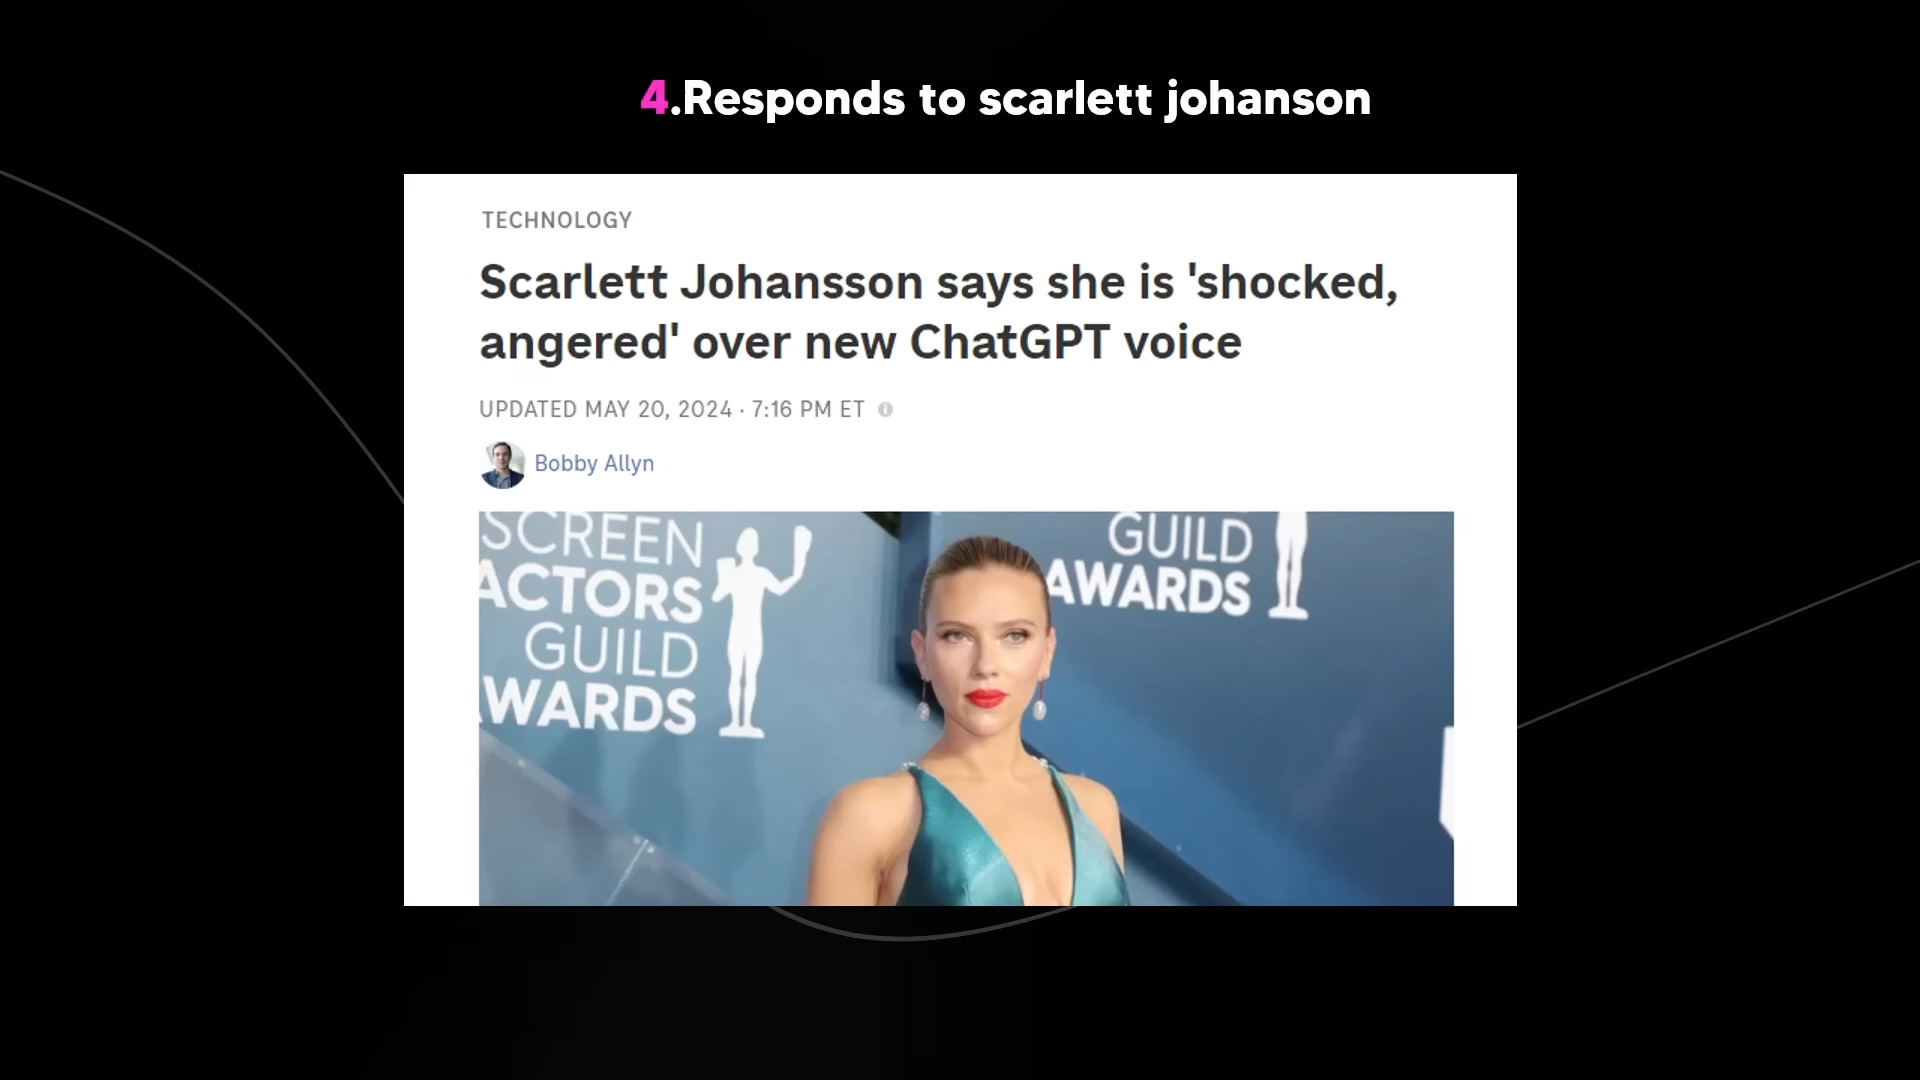 4.Responds to scarlett johanson
TECHNOLOGY
Scarlett Johansson says she is 'shocked,
angered' over new ChatGPT voice
UPDATED MAY 20, 2024 · 7:16 PM ET
Bobby Allyn
SCREEN
ACTORS
GUILD
AWARDS
GUILD
AWARDS